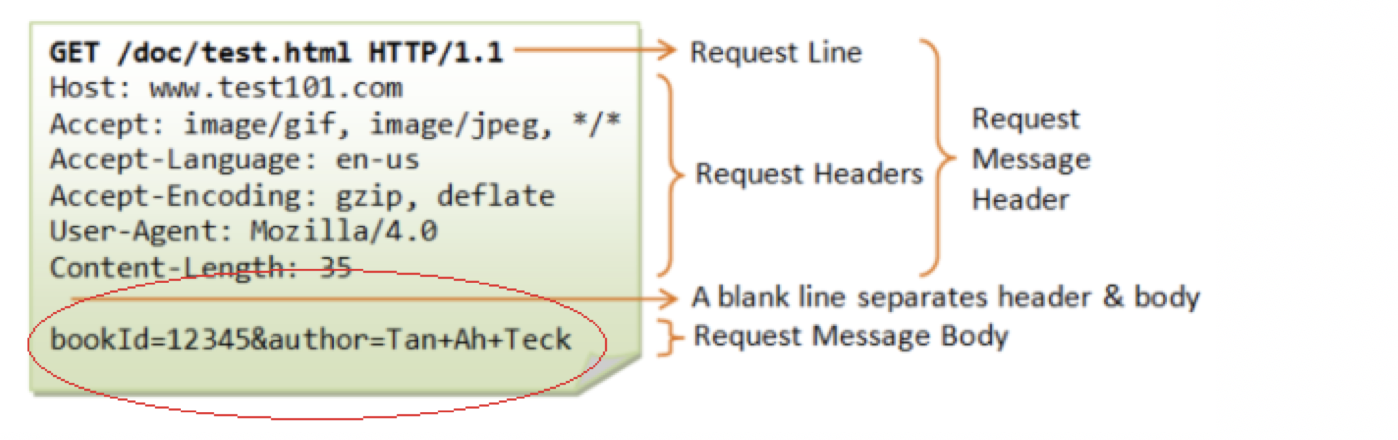 GET /doc/test.html HTTP/1.1
Request Line
Host: www.test101.com
Accept: image/gif, image/jpeg, */*
Accept-Language: en-us
Accept-Encoding: gzip, deflate
User-Agent: Mozilla/4.0
Content-Length: 35
Request Headers
Request
Message
Header
A blank line separates header & body
bookId=12345&author=Tan+Ah+Teck
Request Message Body